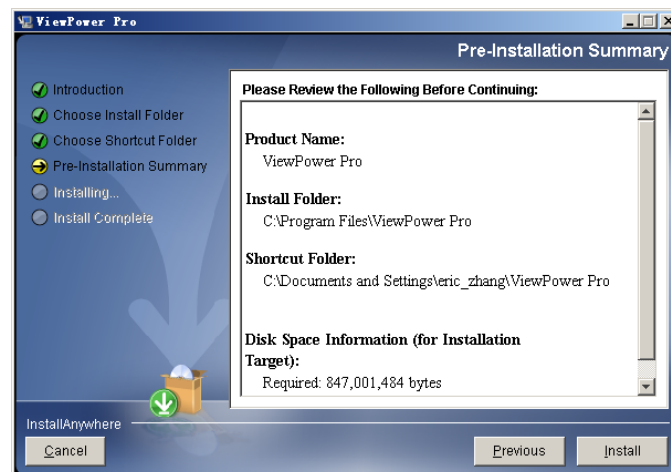 ViewPower Pro
Pre-Installation Summary
Introduction
Choose Install Folder
Choose Shortcut Folder
Pre-Installation Summary
Installing...
Install Complete
Please Review the Following Before Continuing:
Product Name:
ViewPower Pro
Install Folder:
C:\Program Files\ViewPower Pro
Shortcut Folder:
C:\Documents and Settings\eric_zhang\ViewPower Pro
Disk Space Information (for Installation
Target):
Required: 847,001,484 bytes
InstallAnywhere
Cancel
Previous
Install